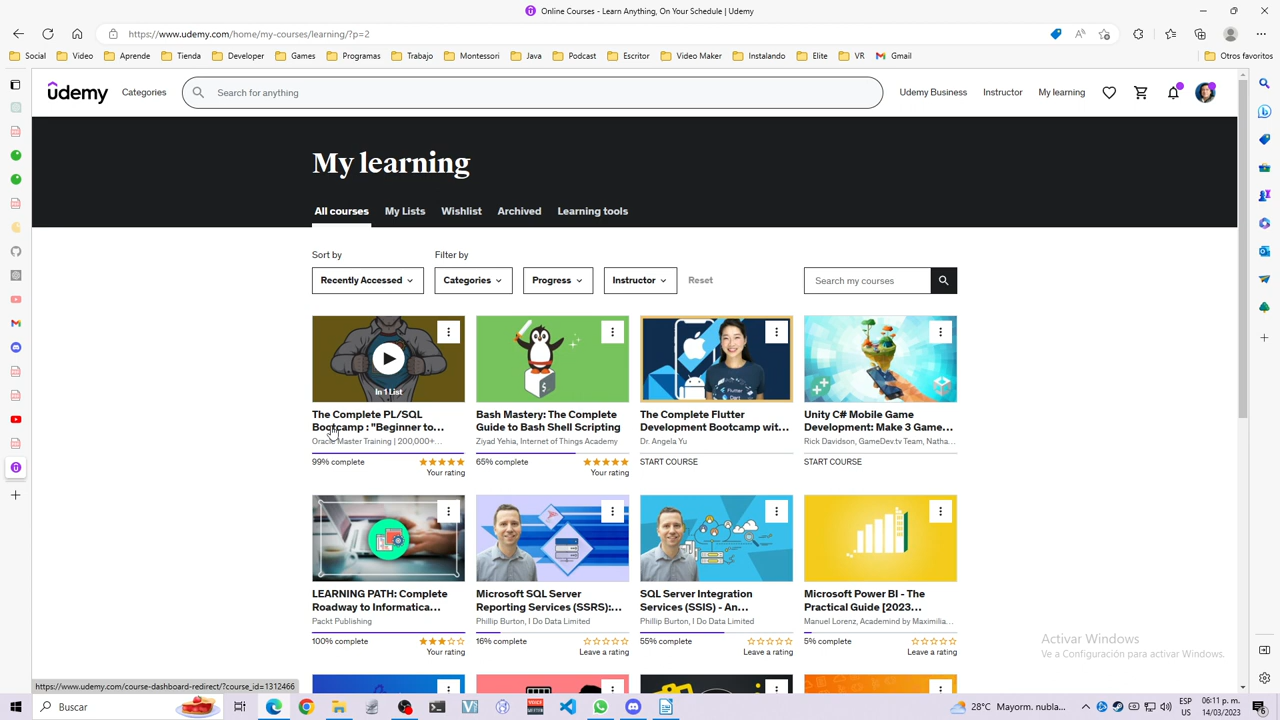 Online Courses - Learn Anything, On Your Schedule | Udemy
https://www.udemy.com/home/my-courses/learning/?p=2
Social Video Aprende Tienda Developer Games Programas Trabajo Montessori Java Podcast Escritor Video Maker Instalando Elite VR Gmail Otros favoritos
ûdemy Categories Search for anything Udemy Business Instructor My learning
My learning
All courses My Lists Wishlist Archived Learning tools
Sort by Filter by
Recently Accessed Categories Progress Instructor Reset Search my courses
In 1 List
The Complete PL/SQL
Bootcamp : "Beginner to...
Oracle Master Training | 200,000+...
99% complete
Your rating
Bash Mastery: The Complete
Guide to Bash Shell Scripting
Ziyad Yehia, Internet of Things Academy
65% complete
Your rating
The Complete Flutter
Development Bootcamp wit...
Dr. Angela Yu
START COURSE
Unity C# Mobile Game
Development: Make 3 Game...
Rick Davidson, GameDev.tv Team, Natha...
START COURSE
LEARNING PATH: Complete
Roadway to Informatica...
Packt Publishing
100% complete
Your rating
Microsoft SQL Server
Reporting Services (SSRS):...
Phillip Burton, I Do Data Limited
16% complete
Leave a rating
SQL Server Integration
Services (SSIS) - An...
Phillip Burton, I Do Data Limited
55% complete
Leave a rating
Microsoft Power BI - The
Practical Guide [2023...
Manuel Lorenz, Academind by Maximilia...
5% complete
Leave a rating
Activar Windows
Ve a Configuración para activar Windows.
https://www.udemy.com/course-dashboard-redirect/?course_id=1312466
Buscar 28°C Mayorm. nubla... ESP US 06:11 p. m. 14/03/2023